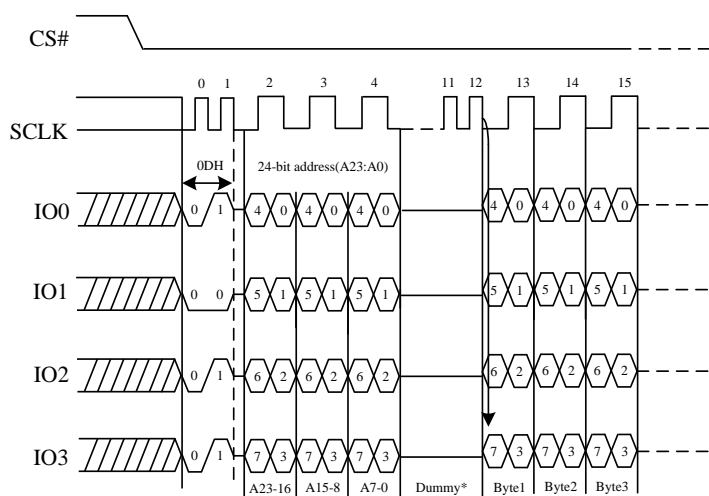 CS#
0 1 2 3 4 11 12 13 14 15
SCLK
0DH 24-bit address(A23:A0)
IO0 0 1 4 0 4 0 4 0 4 0 4 0 4 0
IO1 0 0 5 1 5 1 5 1 5 1 5 1 5 1
IO2 0 1 6 2 6 2 6 2 6 2 6 2 6 2
IO3 0 1 7 3 7 3 7 3 7 3 7 3 7 3
A23-16 A15-8 A7-0 Dummy* Byte1 Byte2 Byte3